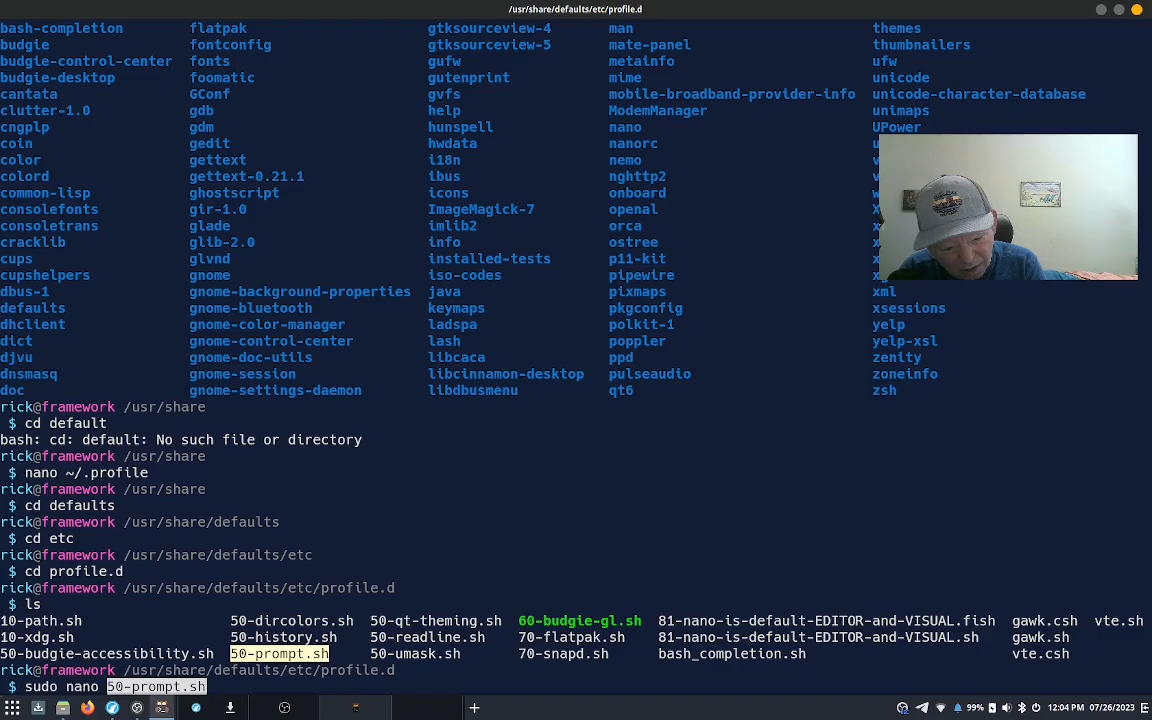 /usr/share/defaults/etc/profile.d
bash-completion flatpak gtksourceview-4 man themes
budgie fontconfig gtksourceview-5 mate-panel thumbnailers
budgie-control-center fonts gufw metainfo ufw
budgie-desktop foomatic gutenprint mime unicode
cantata GConf gvfs mobile-broadband-provider-info unicode-character-database
clutter-1.0 gdb help ModemManager unimaps
cngplp gdm hunspell nano UPower
coin gedit hwdata nanorc
color gettext i18n nemo
colord gettext-0.21.1 ibus nghttp2
common-lisp ghostscript icons onboard
consolefonts gir-1.0 ImageMagick-7 openal
consoletrans glade imlib2 orca
cracklib glib-2.0 info ostree
cups glvnd installed-tests p11-kit
cupshelpers gnome iso-codes pipewire
dbus-1 gnome-background-properties java pixmaps xml
defaults gnome-bluetooth keymaps pkgconfig xsessions
dhclient gnome-color-manager ladspa polkit-1 yelp
dict gnome-control-center lash poppler yelp-xsl
djvu gnome-doc-utils libcaca ppd zenity
dnsmasq gnome-session libcinnamon-desktop pulseaudio zoneinfo
doc gnome-settings-daemon libdbusmenu qt6 zsh
rick@framework /usr/share
$ cd default
bash: cd: default: No such file or directory
rick@framework /usr/share
$ nano ~/.profile
rick@framework /usr/share
$ cd defaults
rick@framework /usr/share/defaults
$ cd etc
rick@framework /usr/share/defaults/etc
$ cd profile.d
rick@framework /usr/share/defaults/etc/profile.d
$ ls
10-path.sh 50-dircolors.sh 50-qt-theming.sh 60-budgie-gl.sh 81-nano-is-default-EDITOR-and-VISUAL.fish gawk.csh vte.sh
10-xdg.sh 50-history.sh 50-readline.sh 70-flatpak.sh 81-nano-is-default-EDITOR-and-VISUAL.sh gawk.sh
50-budgie-accessibility.sh 50-prompt.sh 50-umask.sh 70-snapd.sh bash_completion.sh vte.csh
rick@framework /usr/share/defaults/etc/profile.d
$ sudo nano 50-prompt.sh
99% 12:04 PM 07/26/2023